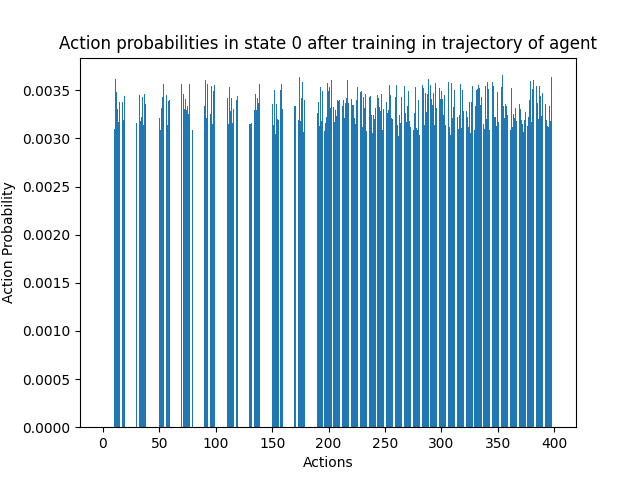 Action probabilities in state 0 after training in trajectory of agent
0.0035
0.0030
0.0025
0.0020
0.0015
0.0010
0.0005
0.0000
Action Probability
0 50 100 150 200 250 300 350 400
Actions